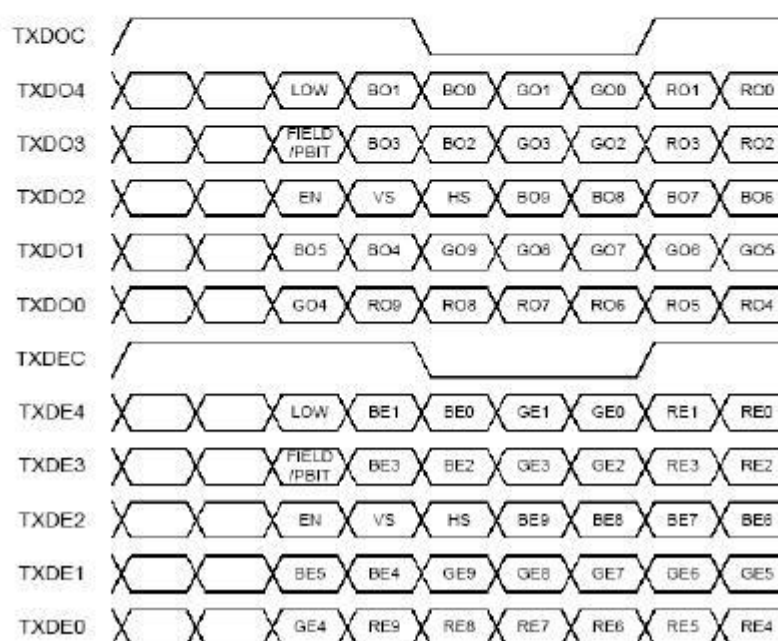 TXDOC
TXDO4 LOW BO1 BO0 GO1 GO0 RO1 RO0
TXDO3 FIELD /PBIT BO3 BO2 GO3 GO2 RO3 RO2
TXDO2 EN VS HS BO9 BO8 BO7 BO6
TXDO1 BO5 BO4 GO9 GO8 GO7 GO6 GO5
TXDO0 GO4 RO9 RO8 RO7 RO6 RO5 RO4
TXDEC
TXDE4 LOW BE1 BE0 GE1 GE0 RE1 RE0
TXDE3 FIELD /PBIT BE3 BE2 GE3 GE2 RE3 RE2
TXDE2 EN VS HS BE9 BE8 BE7 BE6
TXDE1 BE5 BE4 GE9 GE8 GE7 GE6 GE5
TXDE0 GE4 RE9 RE8 RE7 RE6 RE5 RE4